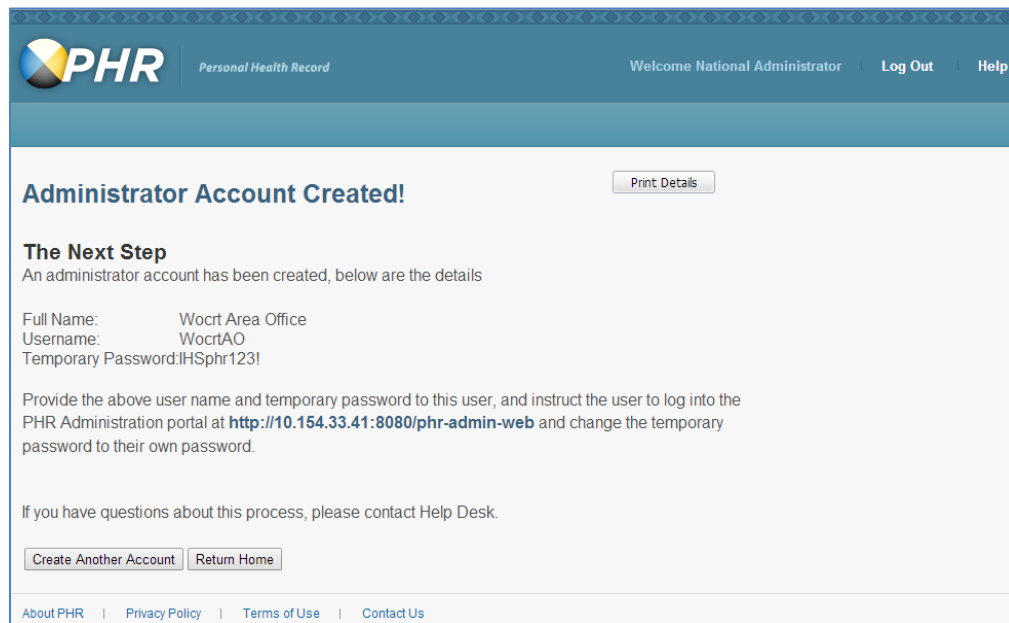 PHR Personal Health Record Welcome National Administrator | Log Out | Help
Administrator Account Created! Print Details
The Next Step
An administrator account has been created, below are the details
Full Name: Wocrt Area Office
Username: WocrtAO
Temporary Password:IHSphr123!
Provide the above user name and temporary password to this user, and instruct the user to log into the
PHR Administration portal at http://10.154.33.41:8080/phr-admin-web and change the temporary
password to their own password.
If you have questions about this process, please contact Help Desk.
Create Another Account Return Home
About PHR | Privacy Policy | Terms of Use | Contact Us